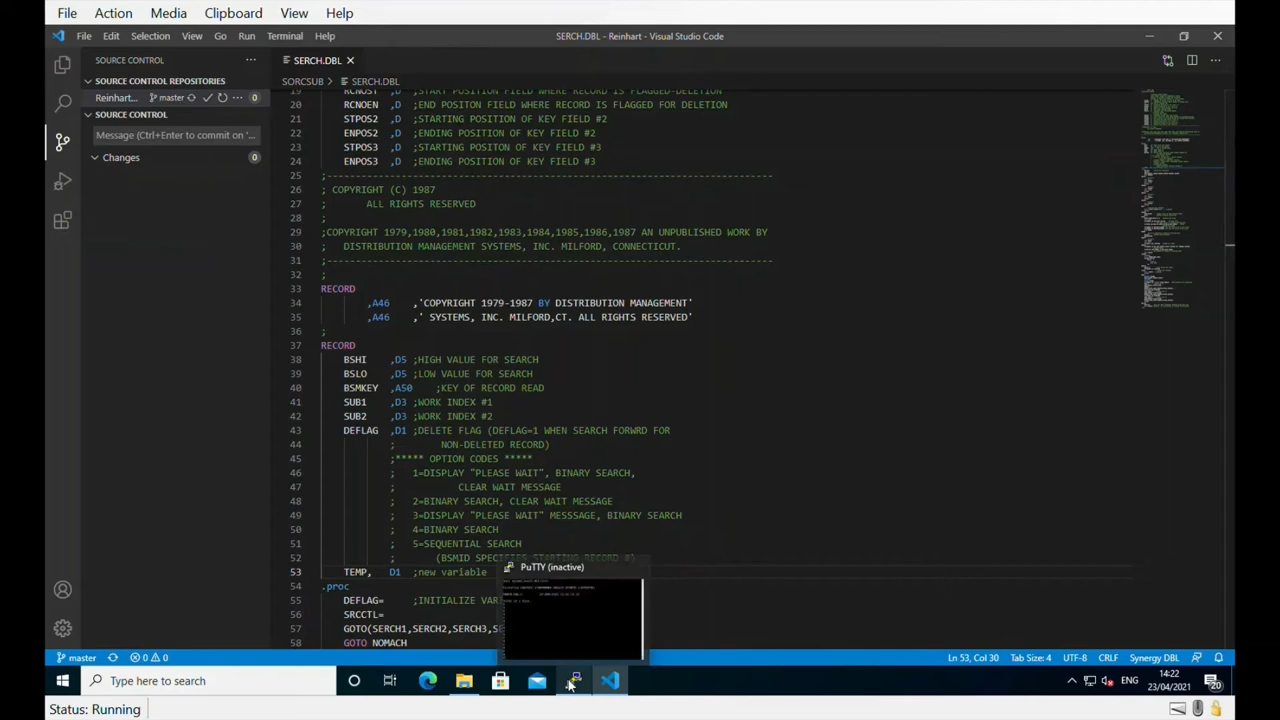 File Action Media Clipboard View Help
File Edit Selection View Go Run Terminal Help
SERCH.DBL - Reinhart - Visual Studio Code
SOURCE CONTROL
SERCH.DBL
SOURCE CONTROL REPOSITORIES
SORCSUB > SERCH.DBL
Reinhart... master 0
SOURCE CONTROL
Message (Ctrl+Enter to commit on '...
Changes 0
19 RCNOST ,D ;START POSITION FIELD WHERE RECORD IS FLAGGED-DELETION
20 RCNOEN ,D ;END POSITON FIELD WHERE RECORD IS FLAGGED FOR DELETION
21 STPOS2 ,D ;STARTING POSITION OF KEY FIELD #2
22 ENPOS2 ,D ;ENDING POSITION OF KEY FIELD #2
23 STPOS3 ,D ;STARTING POSITION OF KEY FIELD #3
24 ENPOS3 ,D ;ENDING POSITION OF KEY FIELD #3
25 ;-----------------------------------------------------------------------------
26 ; COPYRIGHT (C) 1987
27 ALL RIGHTS RESERVED
28 ;
29 ;COPYRIGHT 1979,1980,1981,1982,1983,1984,1985,1986,1987 AN UNPUBLISHED WORK BY
30 ; DISTRIBUTION MANAGEMENT SYSTEMS, INC. MILFORD, CONNECTICUT.
31 ;-----------------------------------------------------------------------------
32 ;
33 RECORD
34 ,A46 ,'COPYRIGHT 1979-1987 BY DISTRIBUTION MANAGEMENT'
35 ,A46 ,' SYSTEMS, INC. MILFORD,CT. ALL RIGHTS RESERVED'
36 ;
37 RECORD
38 BSHI ,D5 ;HIGH VALUE FOR SEARCH
39 BSLO ,D5 ;LOW VALUE FOR SEARCH
40 BSMKEY ,A50 ;KEY OF RECORD READ
41 SUB1 ,D3 ;WORK INDEX #1
42 SUB2 ,D3 ;WORK INDEX #2
43 DEFLAG ,D1 ;DELETE FLAG (DEFLAG=1 WHEN SEARCH FORWRD FOR
44 ; NON-DELETED RECORD)
45 ;***** OPTION CODES *****
46 ; 1=DISPLAY "PLEASE WAIT", BINARY SEARCH,
47 ; CLEAR WAIT MESSAGE
48 ; 2=BINARY SEARCH, CLEAR WAIT MESSAGE
49 ; 3=DISPLAY "PLEASE WAIT" MESSSAGE, BINARY SEARCH
50 ; 4=BINARY SEARCH
51 ; 5=SEQUENTIAL SEARCH
52 ; (BSMID SPECIFIES STARTING RECORD #)
53 TEMP, D1 ;new variable
54 .proc
55 DEFLAG= ;INITIALIZE VAR
56 SRCCTL=
57 GOTO(SERCH1,SERCH2,SERCH3,SE
58 GOTO NOMACH
PuTTY (inactive)
master 0 0 Ln 53, Col 30 Tab Size: 4 UTF-8 CRLF Synergy DBL
Type here to search
ENG
14:22
23/04/2021
20
Status: Running